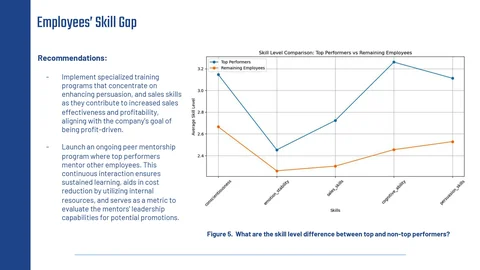 Employees' Skill Gap
Recommendations:
- Implement specialized training
programs that concentrate on
enhancing persuasion, and sales skills
as they contribute to increased sales
effectiveness and profitability,
aligning with the company's goal of
being profit-driven.
- Launch an ongoing peer mentorship
program where top performers
mentor other employees. This
continuous interaction ensures
sustained learning, aids in cost
reduction by utilizing internal
resources, and serves as a metric to
evaluate the mentors' leadership
capabilities for potential promotions.
Skill Level Comparison: Top Performers vs Remaining Employees
Top Performers
Remaining Employees
Average Skill Level
3.2
3.0
2.8
2.6
2.4
conscientiousness
emotion_stability
sales_skills
cognitive_ability
persuasion_skills
Skills
Figure 5. What are the skill level difference between top and non-top performers?